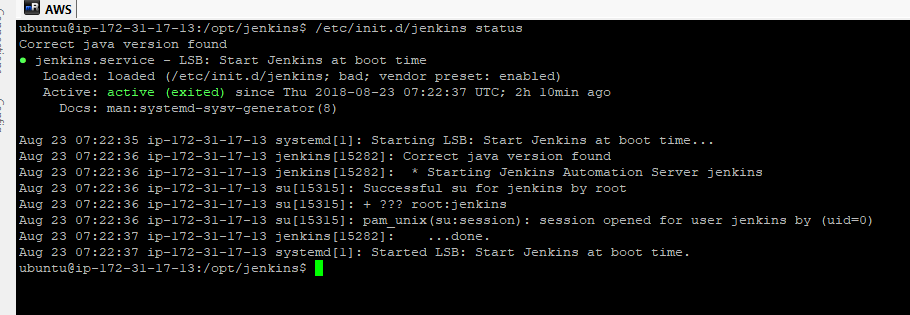 AWS
ubuntu@ip-172-31-17-13:/opt/jenkins$ /etc/init.d/jenkins status
Correct java version found
● jenkins.service - LSB: Start Jenkins at boot time
   Loaded: loaded (/etc/init.d/jenkins; bad; vendor preset: enabled)
   Active: active (exited) since Thu 2018-08-23 07:22:37 UTC; 2h 10min ago
     Docs: man:systemd-sysv-generator(8)
Aug 23 07:22:35 ip-172-31-17-13 systemd[1]: Starting LSB: Start Jenkins at boot time...
Aug 23 07:22:36 ip-172-31-17-13 jenkins[15282]: Correct java version found
Aug 23 07:22:36 ip-172-31-17-13 jenkins[15282]:  * Starting Jenkins Automation Server jenkins
Aug 23 07:22:36 ip-172-31-17-13 su[15315]: Successful su for jenkins by root
Aug 23 07:22:36 ip-172-31-17-13 su[15315]: + ??? root:jenkins
Aug 23 07:22:36 ip-172-31-17-13 su[15315]: pam_unix(su:session): session opened for user jenkins by (uid=0)
Aug 23 07:22:37 ip-172-31-17-13 jenkins[15282]:    ...done.
Aug 23 07:22:37 ip-172-31-17-13 systemd[1]: Started LSB: Start Jenkins at boot time.
ubuntu@ip-172-31-17-13:/opt/jenkins$